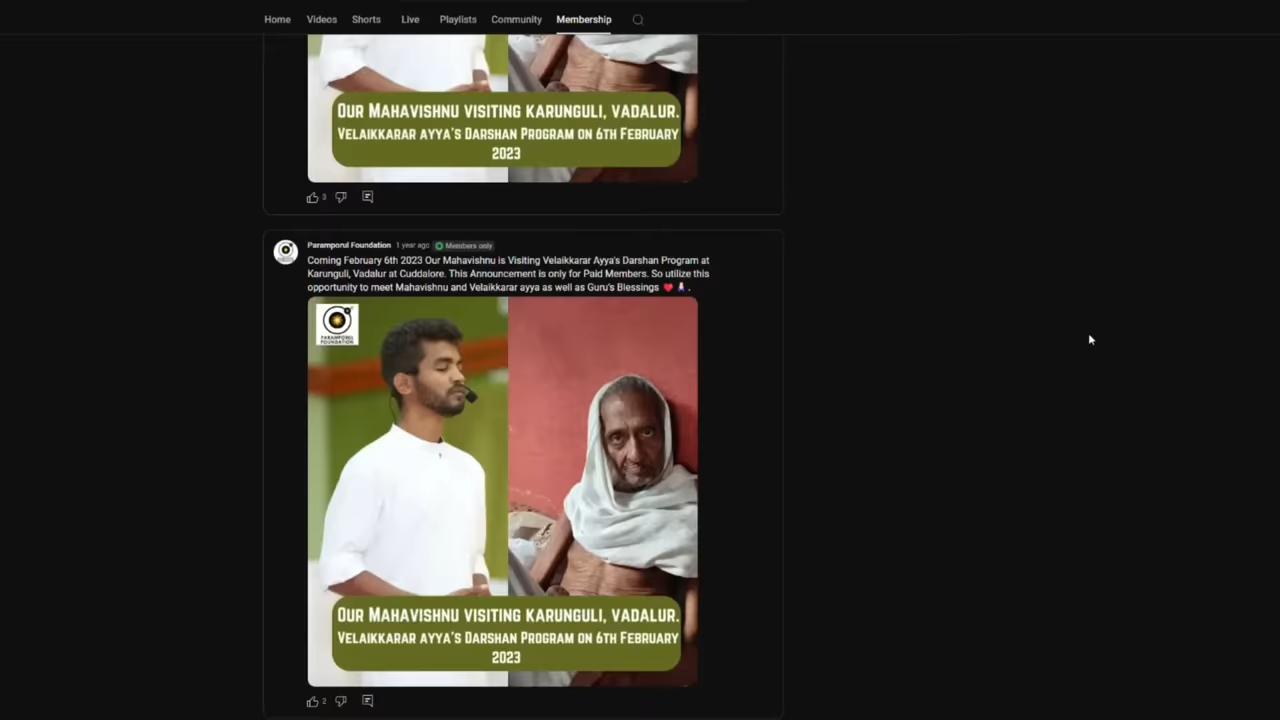 Home Videos Shorts Live Playlists Community Membership
OUR MAHAVISHNU VISITING KARUNGULI, VADALUR.
VELAIKKARAR AYYA'S DARSHAN PROGRAM ON 6TH FEBRUARY
2023
3
Paramporul Foundation 1 year ago Members only
Coming February 6th 2023 Our Mahavishnu is Visiting Velaikkarar Ayya's Darshan Program at
Karunguli, Vadalur at Cuddalore. This Announcement is only for Paid Members. So utilize this
opportunity to meet Mahavishnu and Velaikkarar ayya as well as Guru's Blessings ❤️ .
PARAMPORUL
FOUNDATION
OUR MAHAVISHNU VISITING KARUNGULI, VADALUR.
VELAIKKARAR AYYA'S DARSHAN PROGRAM ON 6TH FEBRUARY
2023
2